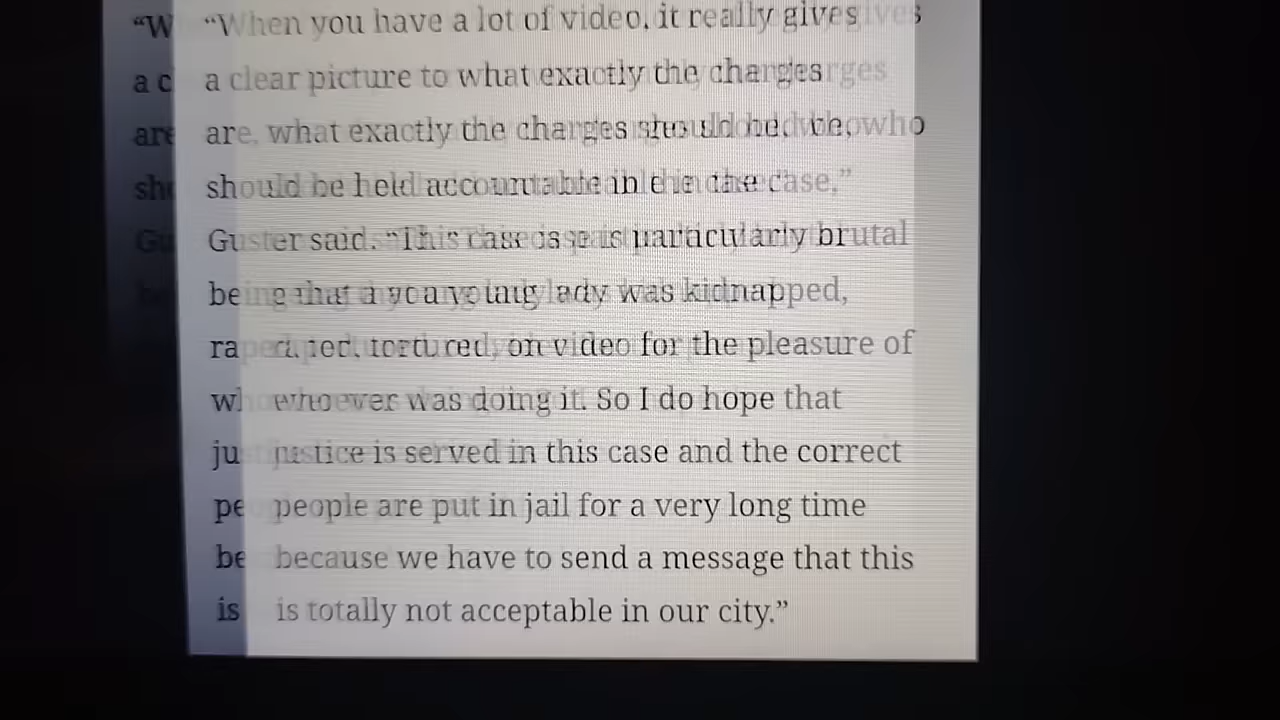 “When you have a lot of video, it really gives
a clear picture to what exactly the charges
are, what exactly the charges should be, who
should be held accountable in the case,”
Guster said. “This case is particularly brutal
being that a young lady was kidnapped,
raped, tortured, on video for the pleasure of
whoever was doing it. So I do hope that
justice is served in this case and the correct
people are put in jail for a very long time
because we have to send a message that this
is totally not acceptable in our city.”